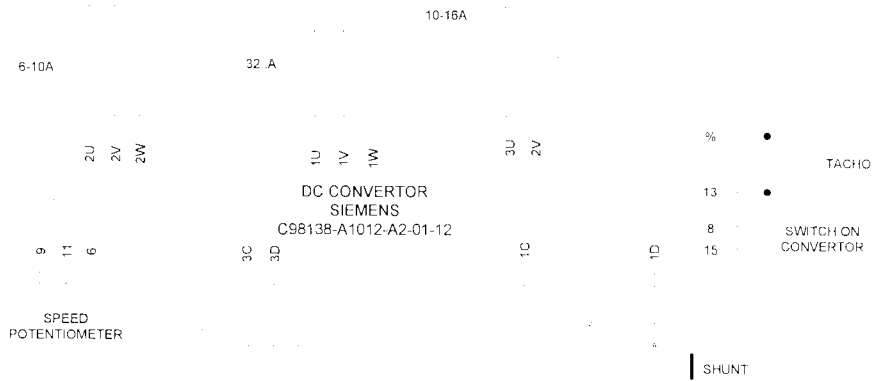 10-16A
6-10A
32..A
2U 2V 2W
1U 1V 1W
3U 2V
%
TACHO
DC CONVERTOR
SIEMENS
C98138-A1012-A2-01-12
13
8
15
SWITCH ON
CONVERTOR
9 11 6
3C 3D
1C
1D
SPEED
POTENTIOMETER
SHUNT